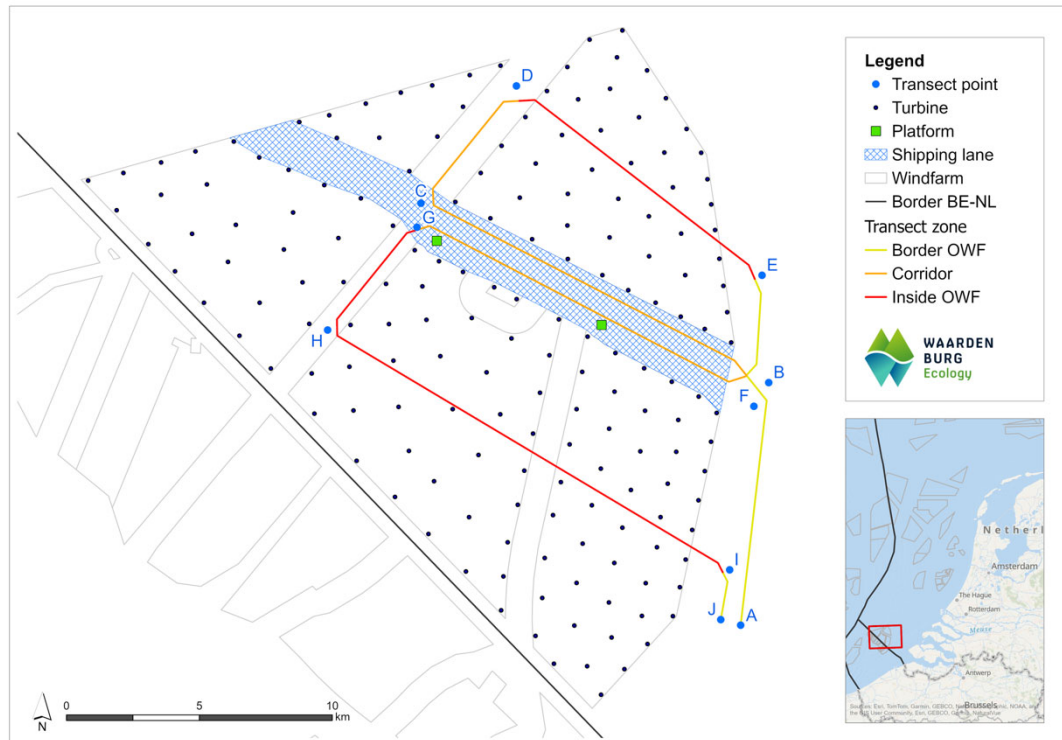 D
C
G
E
H
B
F
I
J
A
N
0
5
10
km
Legend
Transect point
Turbine
Platform
Shipping lane
Windfarm
Border BE-NL
Transect zone
Border OWF
Corridor
Inside OWF
WAARDEN
BURG
Ecology
Netherl
Amsterdam
The Hague
Rotterdam
Meuse
Antwerp
Brussels